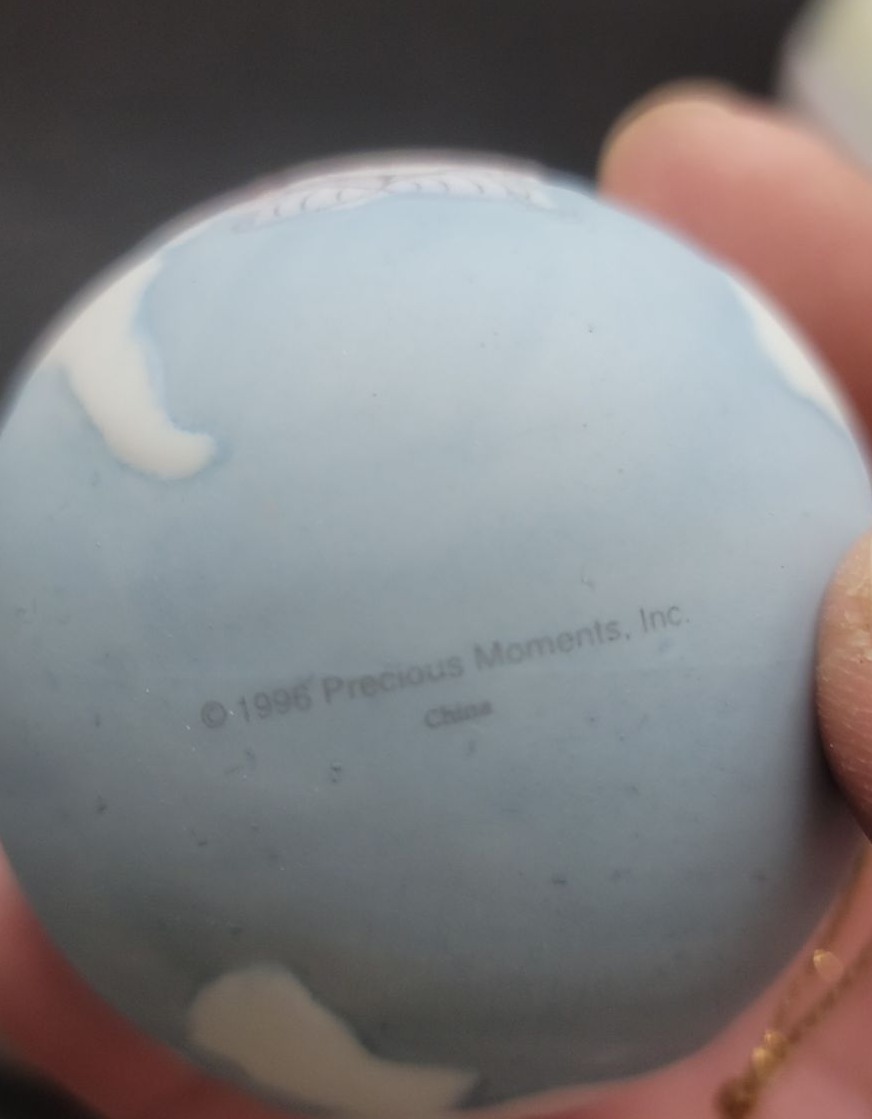 © 1996 Precious Moments, Inc.
China